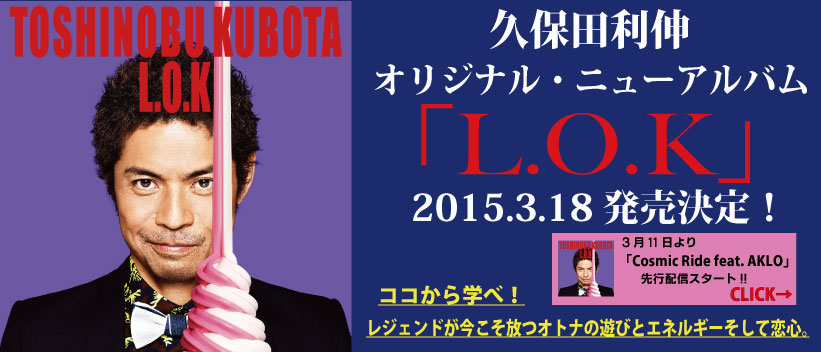 TOSHINOBU KUBOTA
L.O.K
久保田利伸
オリジナル・ニューアルバム
「L.O.K」
2015.3.18 発売決定！
TOSHINOBU KUBOTA
L.O.K
3月11日より
「Cosmic Ride feat. AKLO」
先行配信スタート!!
CLICK→
ココから学べ！
レジェンドが今こそ放つオトナの遊びとエネルギーそして恋心。